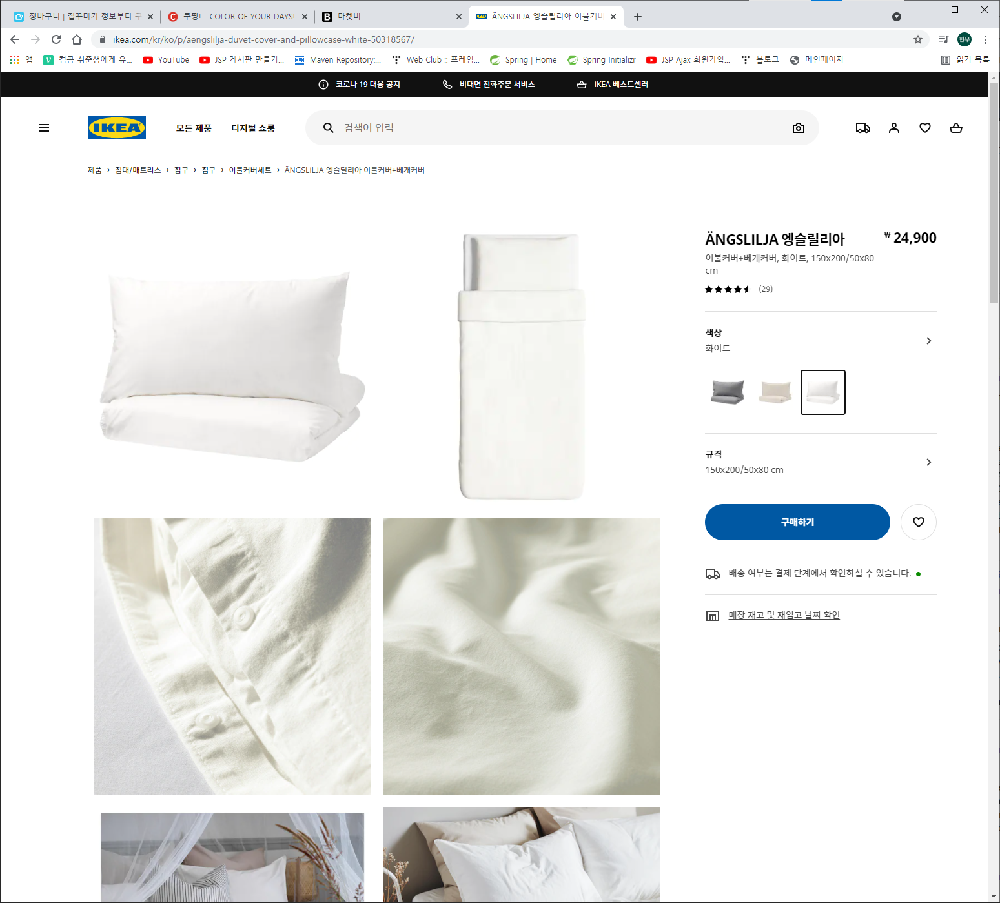 장바구니 | 집꾸미기 정보부터 구
쿠팡! - COLOR OF YOUR DAYS!
마켓비
ÄNGSLILJA 엥슬릴리아 이불커버
ikea.com/kr/ko/p/aengslilja-duvet-cover-and-pillowcase-white-50318567/
현우
앱
컴공 취준생에게 유...
YouTube
JSP 게시판 만들기...
Maven Repository:...
Web Club :: 프레임...
Spring | Home
Spring Initializr
JSP Ajax 회원가입...
블로그
메인페이지
읽기 목록
코로나 19 대응 공지
비대면 전화주문 서비스
IKEA 베스트셀러
IKEA
모든 제품
디지털 쇼룸
검색어 입력
제품 › 침대/매트리스 › 침구 › 침구 › 이불커버세트 › ÄNGSLILJA 엥슬릴리아 이불커버+베개커버
ÄNGSLILJA 엥슬릴리아
₩ 24,900
이불커버+베개커버, 화이트, 150x200/50x80
cm
(29)
색상
화이트
규격
150x200/50x80 cm
구매하기
배송 여부는 결제 단계에서 확인하실 수 있습니다.
매장 재고 및 재입고 날짜 확인